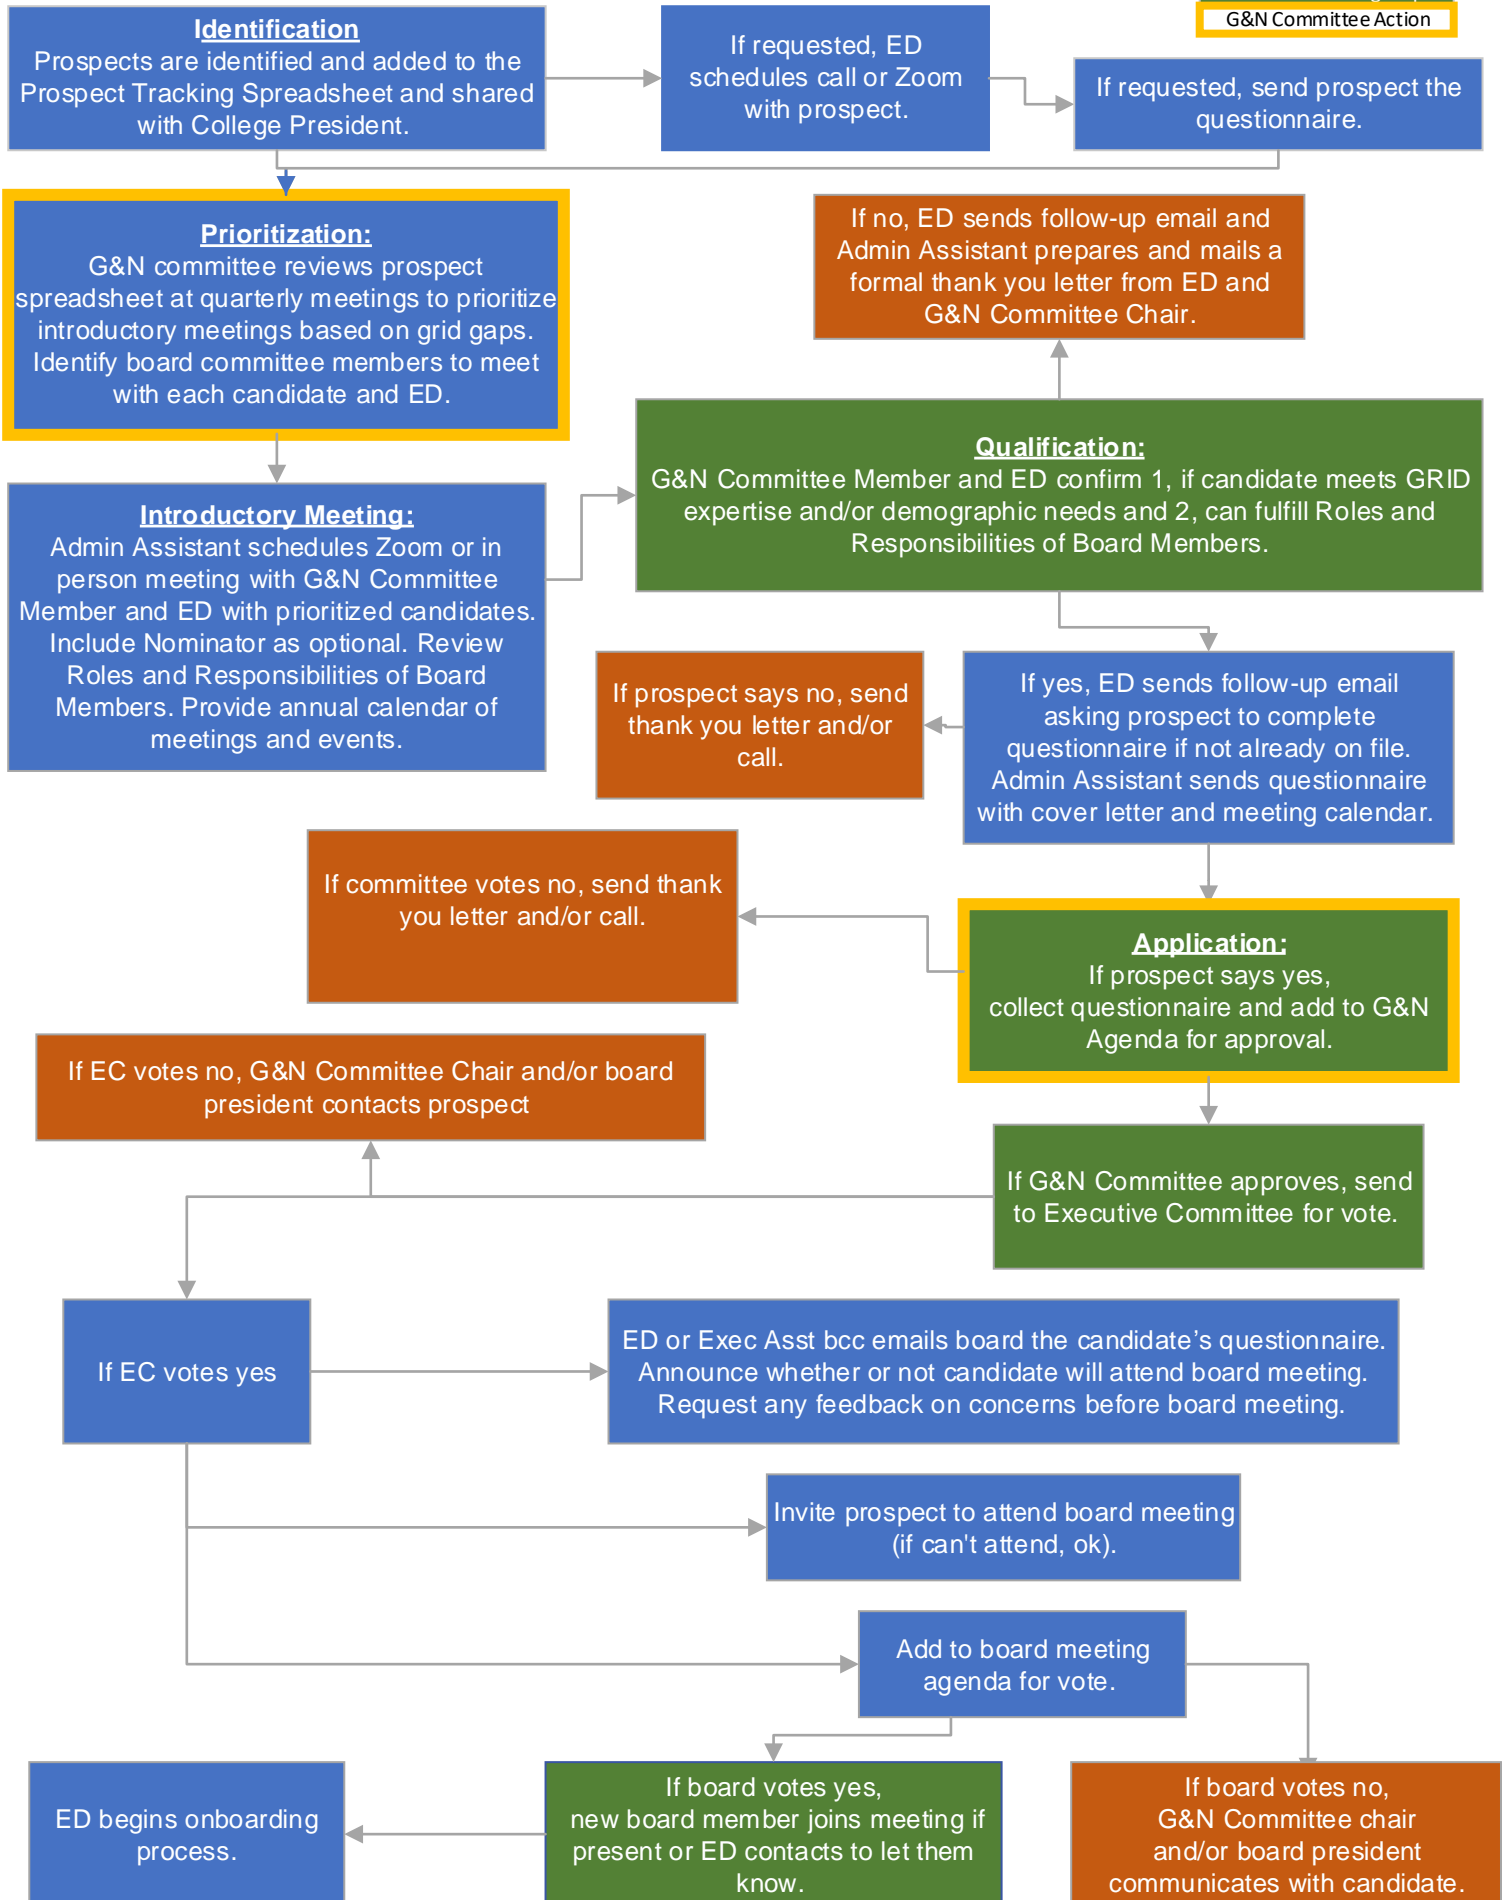 G&N Committee Action
Identification
Prospects are identified and added to the
Prospect Tracking Spreadsheet and shared
with College President.
If requested, ED
schedules call or Zoom
with prospect.
If requested, send prospect the
questionnaire.
Prioritization:
G&N committee reviews prospect
spreadsheet at quarterly meetings to prioritize
introductory meetings based on grid gaps.
Identify board committee members to meet
with each candidate and ED.
If no, ED sends follow-up email and
Admin Assistant prepares and mails a
formal thank you letter from ED and
G&N Committee Chair.
Qualification:
G&N Committee Member and ED confirm 1, if candidate meets GRID
expertise and/or demographic needs and 2, can fulfill Roles and
Responsibilities of Board Members.
Introductory Meeting:
Admin Assistant schedules Zoom or in
person meeting with G&N Committee
Member and ED with prioritized candidates.
Include Nominator as optional. Review
Roles and Responsibilities of Board
Members. Provide annual calendar of
meetings and events.
If prospect says no, send
thank you letter and/or
call.
If yes, ED sends follow-up email
asking prospect to complete
questionnaire if not already on file.
Admin Assistant sends questionnaire
with cover letter and meeting calendar.
If committee votes no, send thank
you letter and/or call.
Application:
If prospect says yes,
collect questionnaire and add to G&N
Agenda for approval.
If EC votes no, G&N Committee Chair and/or board
president contacts prospect
If G&N Committee approves, send
to Executive Committee for vote.
If EC votes yes
ED or Exec Asst bcc emails board the candidate’s questionnaire.
Announce whether or not candidate will attend board meeting.
Request any feedback on concerns before board meeting.
Invite prospect to attend board meeting
(if can't attend, ok).
Add to board meeting
agenda for vote.
ED begins onboarding
process.
If board votes yes,
new board member joins meeting if
present or ED contacts to let them
know.
If board votes no,
G&N Committee chair
and/or board president
communicates with candidate.